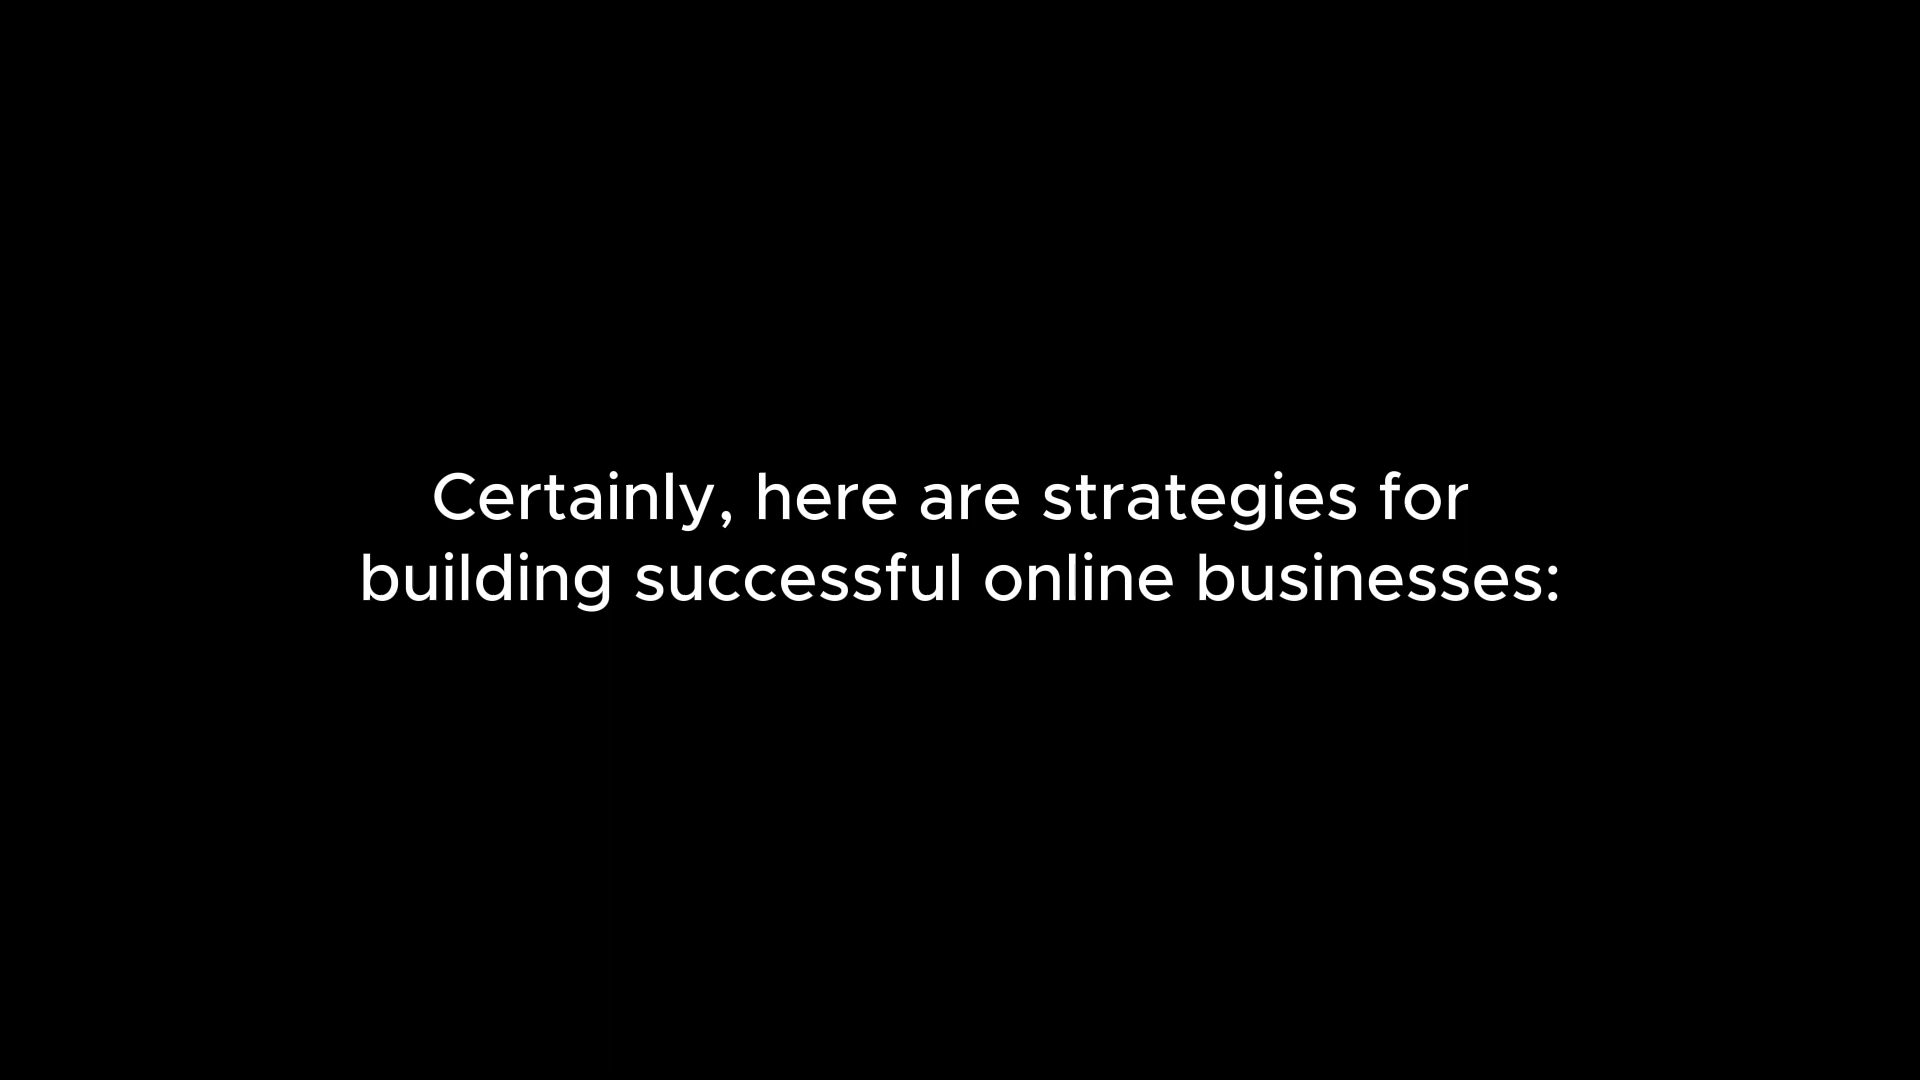 Certainly, here are strategies for
building successful online businesses: